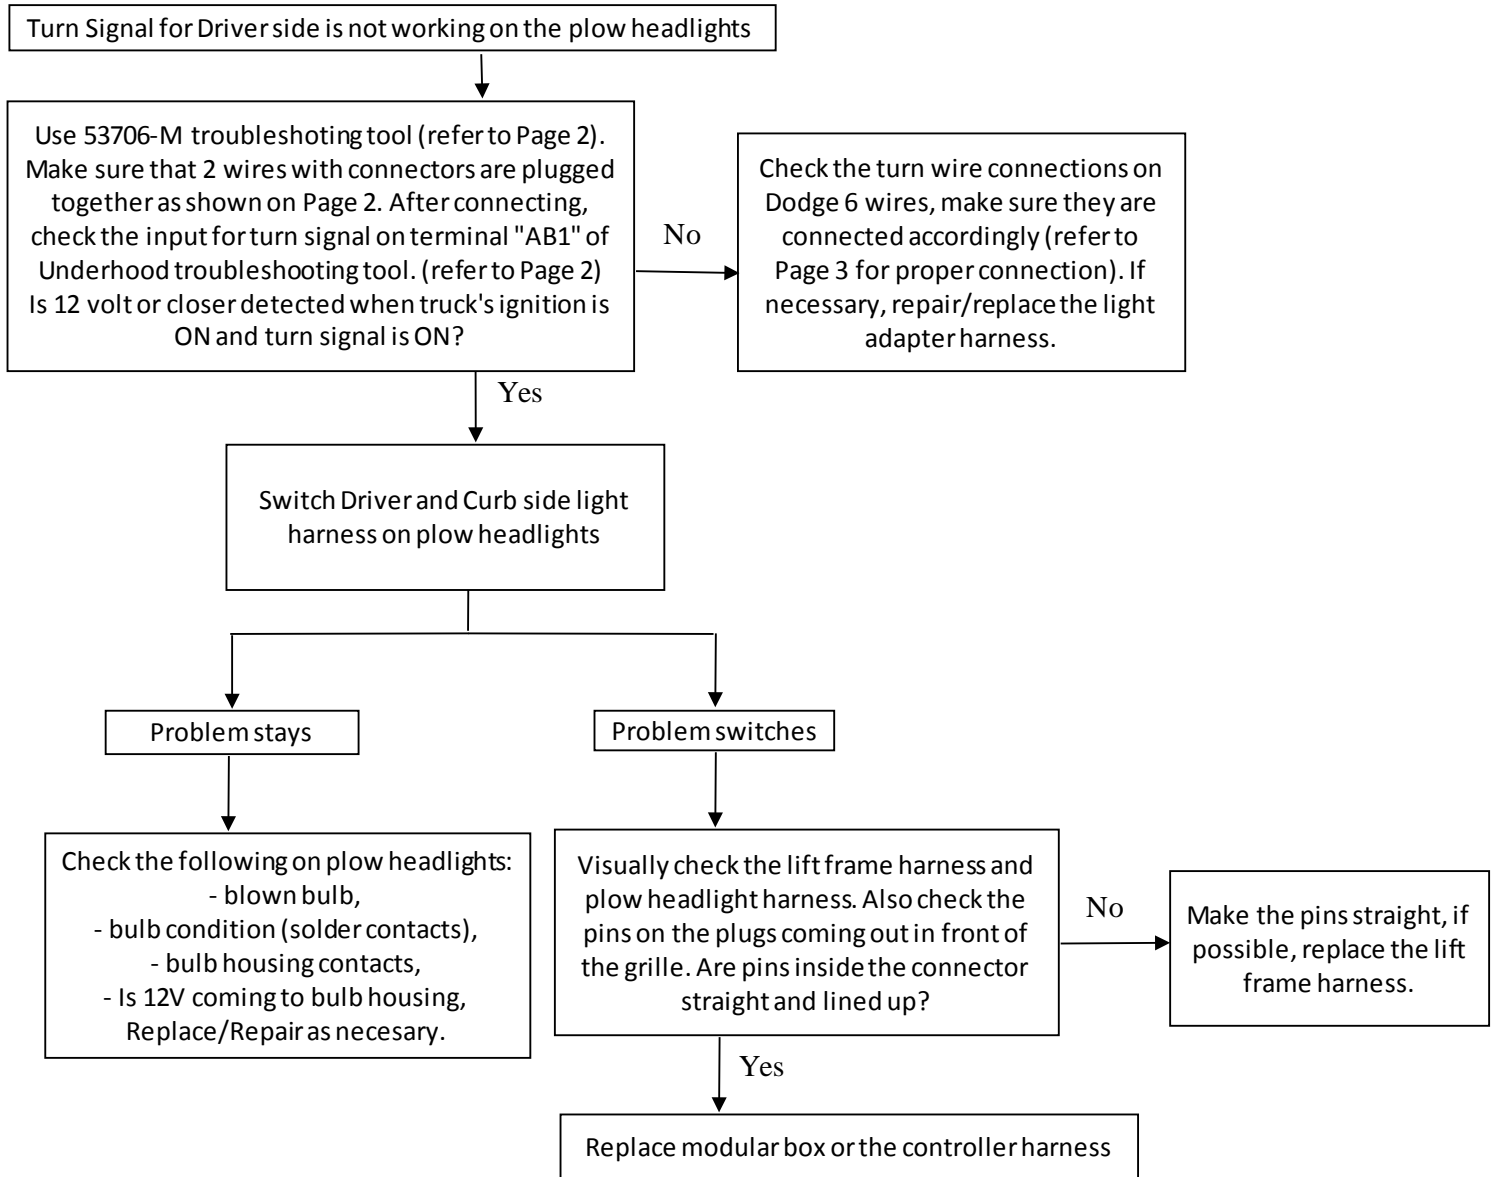 Turn Signal for Driver side is not working on the plow headlights
Use 53706-M troubleshoting tool (refer to Page 2).
Make sure that 2 wires with connectors are plugged
together as shown on Page 2. After connecting,
check the input for turn signal on terminal "AB1" of
Underhood troubleshooting tool. (refer to Page 2)
Is 12 volt or closer detected when truck's ignition is
ON and turn signal is ON?
No
Check the turn wire connections on
Dodge 6 wires, make sure they are
connected accordingly (refer to
Page 3 for proper connection). If
necessary, repair/replace the light
adapter harness.
Yes
Switch Driver and Curb side light
harness on plow headlights
Problem stays
Problem switches
Check the following on plow headlights:
- blown bulb,
- bulb condition (solder contacts),
- bulb housing contacts,
- Is 12V coming to bulb housing,
Replace/Repair as necesary.
Visually check the lift frame harness and
plow headlight harness. Also check the
pins on the plugs coming out in front of
the grille. Are pins inside the connector
straight and lined up?
No
Make the pins straight, if
possible, replace the lift
frame harness.
Yes
Replace modular box or the controller harness